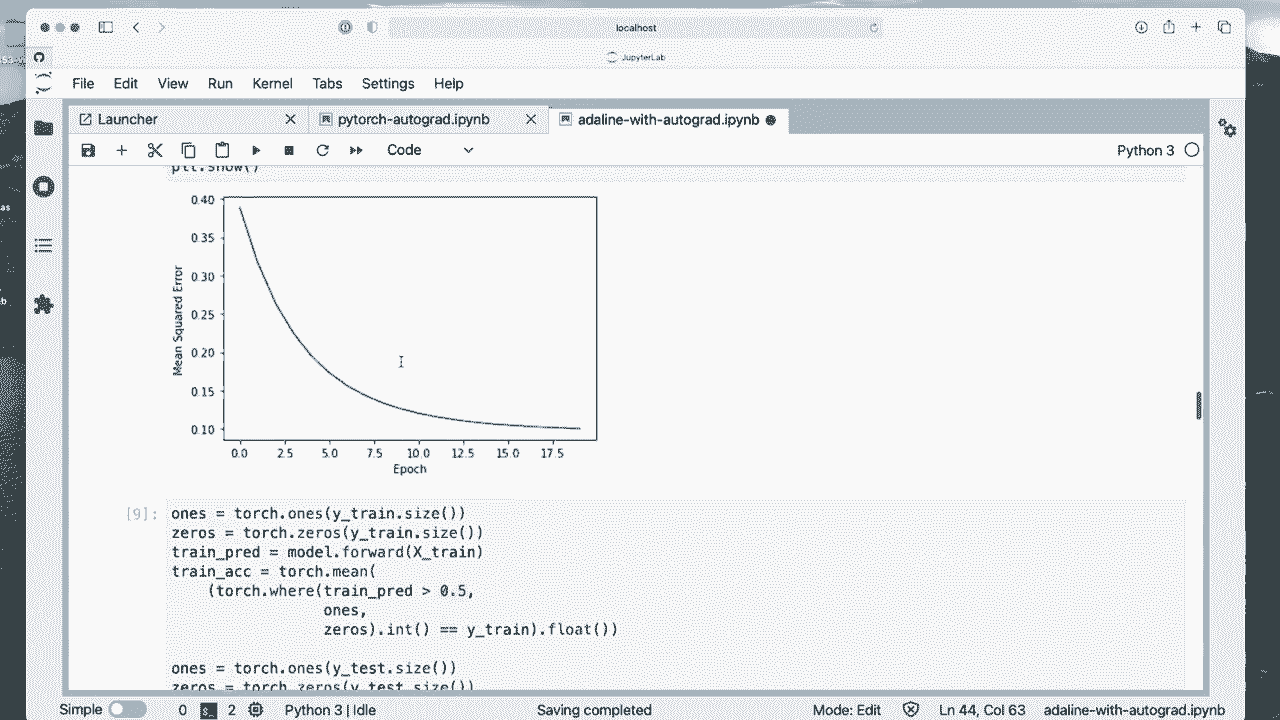 localhost
JupyterLab
File Edit View Run Kernel Tabs Settings Help
Launcher pytorch-autograd.ipynb adaline-with-autograd.ipynb
Code Python 3
plt.show()
0.40
0.35
0.30
0.25
0.20
0.15
0.10
Mean Squared Error
0.0 2.5 5.0 7.5 10.0 12.5 15.0 17.5
Epoch
[9]: ones = torch.ones(y_train.size())
zeros = torch.zeros(y_train.size())
train_pred = model.forward(X_train)
train_acc = torch.mean(
(torch.where(train_pred > 0.5,
ones,
zeros).int() == y_train).float())
ones = torch.ones(y_test.size())
zeros = torch.zeros(y_test.size())
Simple 0 2 Python 3 | Idle Saving completed Mode: Edit Ln 44, Col 63 adaline-with-autograd.ipynb